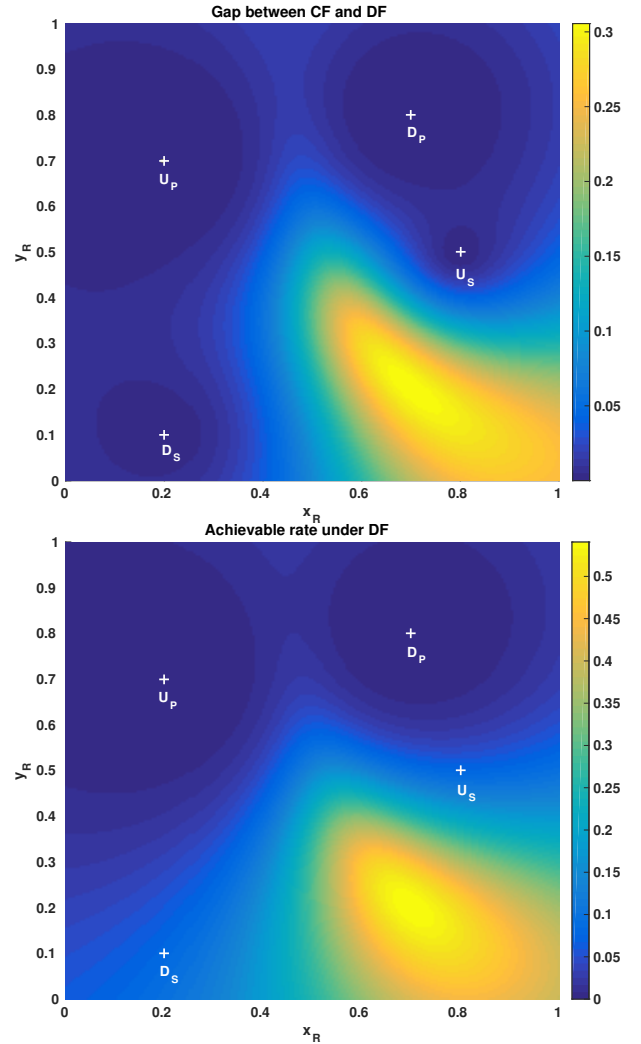 Gap between CF and DF
1
0.9
0.8
0.7
0.6
0.5
0.4
0.3
0.2
0.1
0
y_R
D_P
U_P
U_S
D_S
0 0.2 0.4 0.6 0.8 1
x_R
0.3
0.25
0.2
0.15
0.1
0.05
Achievable rate under DF
1
0.9
0.8
0.7
0.6
0.5
0.4
0.3
0.2
0.1
0
y_R
D_P
U_P
U_S
D_S
0 0.2 0.4 0.6 0.8 1
x_R
0.5
0.45
0.4
0.35
0.3
0.25
0.2
0.15
0.1
0.05
0